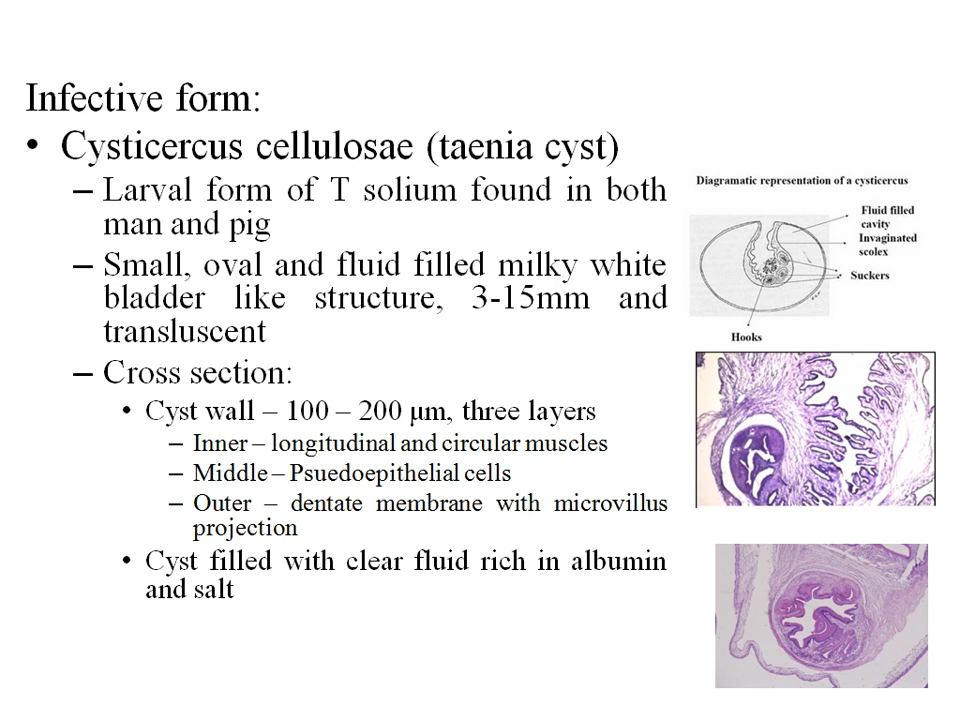 Infective form:
• Cysticercus cellulosae (taenia cyst)
– Larval form of T solium found in both
man and pig
– Small, oval and fluid filled milky white
bladder like structure, 3-15mm and
transluscent
– Cross section:
• Cyst wall – 100 – 200 μm, three layers
– Inner – longitudinal and circular muscles
– Middle – Psuedoepithelial cells
– Outer – dentate membrane with microvillus
projection
• Cyst filled with clear fluid rich in albumin
and salt
Diagramatic representation of a cysticercus
Fluid filled
cavity
Invaginated
scolex
Suckers
Hooks